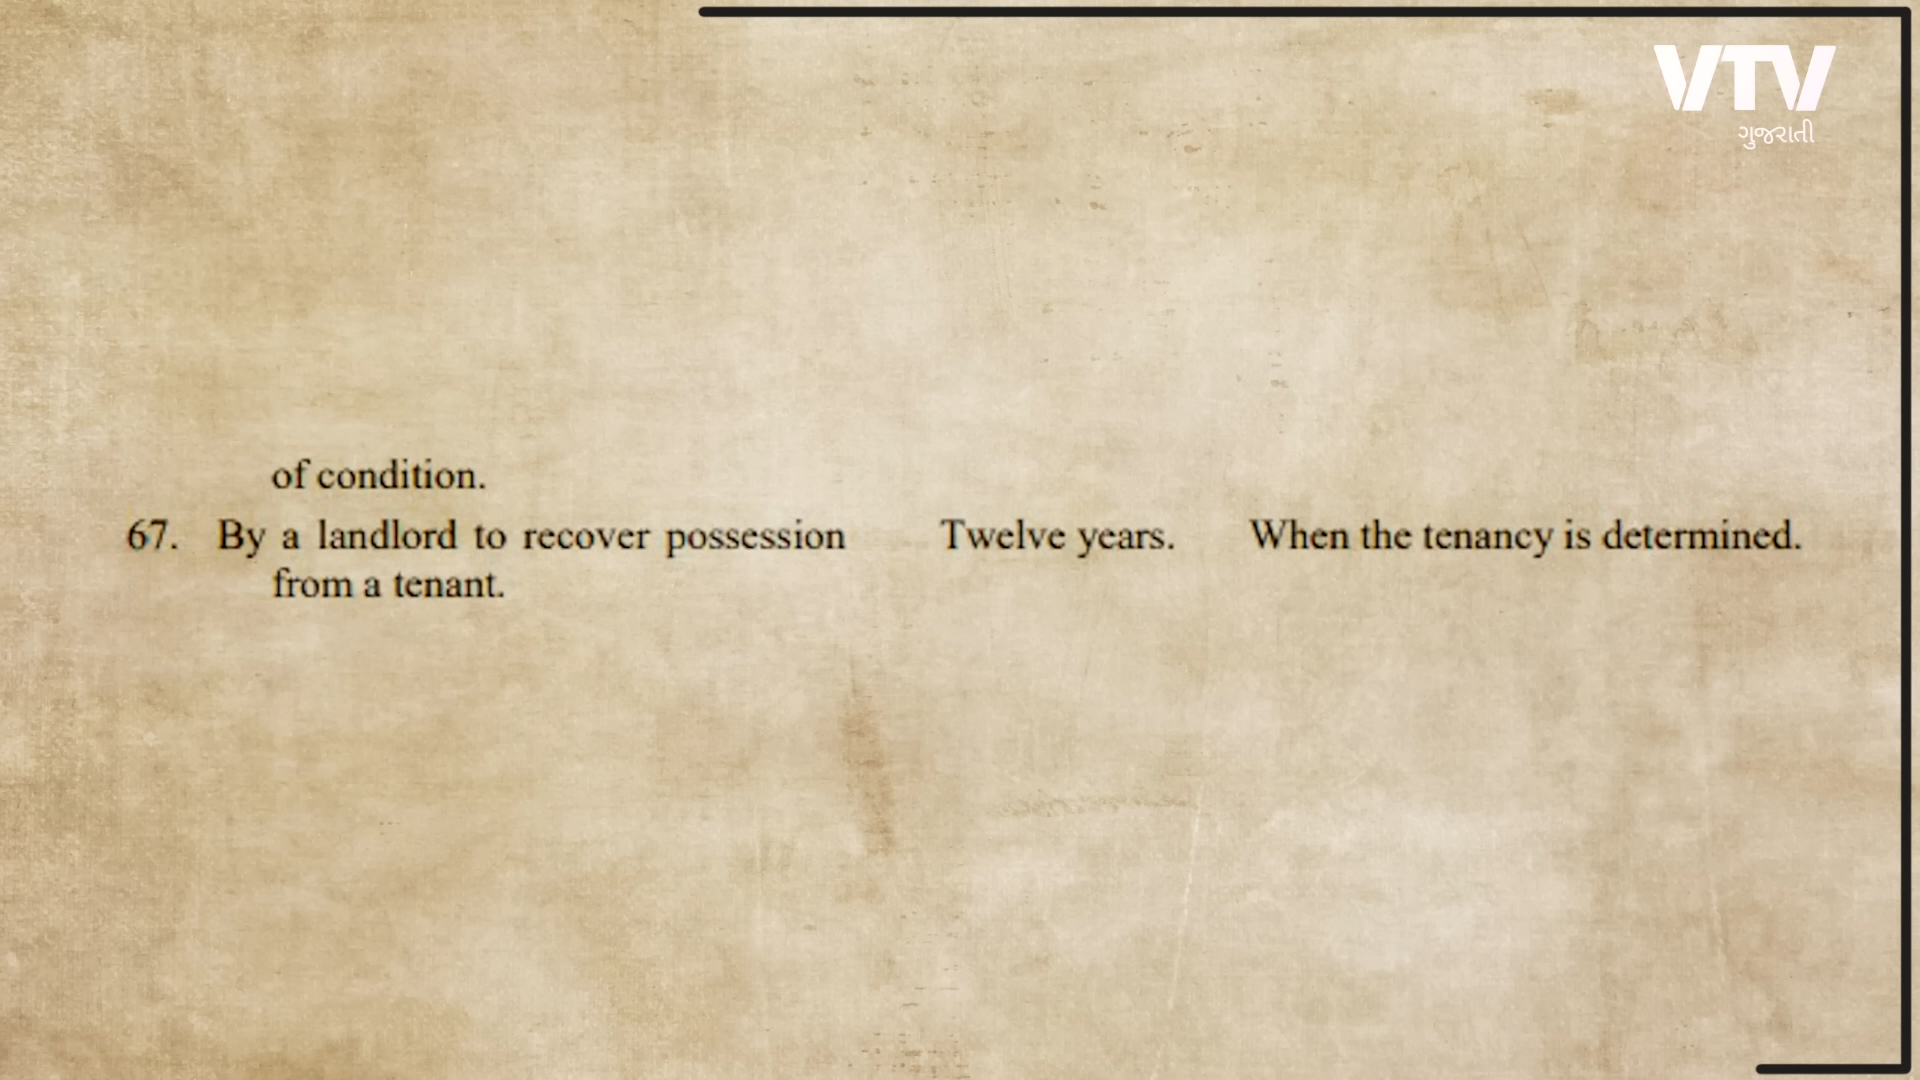 VTV
ગુજરાતી
of condition.
67. By a landlord to recover possession Twelve years. When the tenancy is determined.
from a tenant.